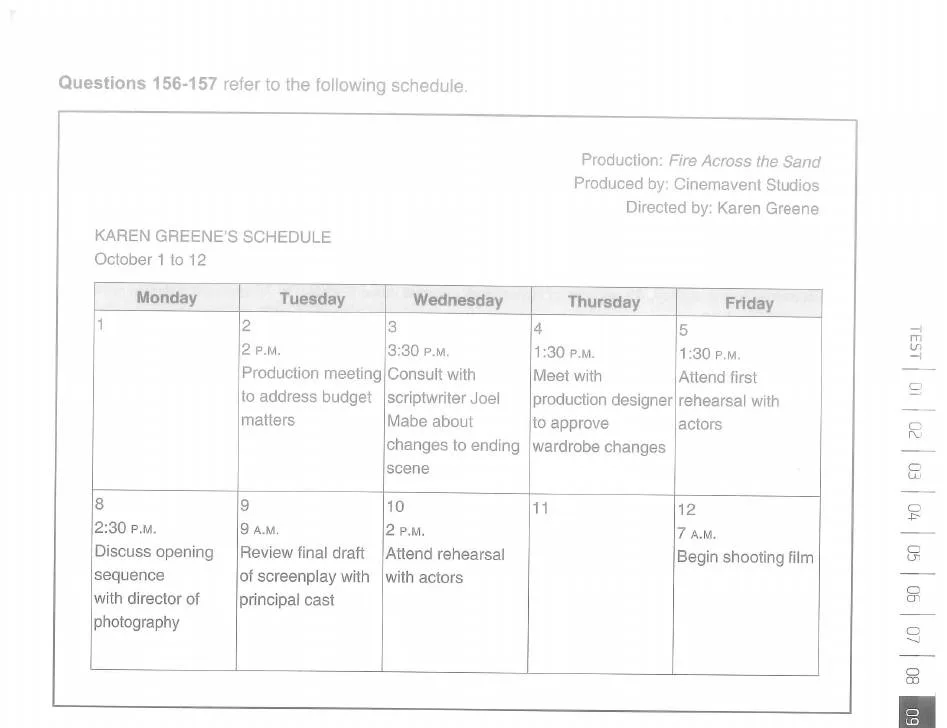 Questions 156-157 refer to the following schedule.
Production: Fire Across the Sand
Produced by: Cinemavent Studios
Directed by: Karen Greene
KAREN GREENE'S SCHEDULE
October 1 to 12
Monday Tuesday Wednesday Thursday Friday
1
2
2 P.M.
Production meeting
to address budget
matters
3
3:30 P.M.
Consult with
scriptwriter Joel
Mabe about
changes to ending
scene
4
1:30 P.M.
Meet with
production designer
to approve
wardrobe changes
5
1:30 P.M.
Attend first
rehearsal with
actors
8
2:30 P.M.
Discuss opening
sequence
with director of
photography
9
9 A.M.
Review final draft
of screenplay with
principal cast
10
2 P.M.
Attend rehearsal
with actors
11
12
7 A.M.
Begin shooting film
TEST 01 02 03 04 05 06 07 08 09